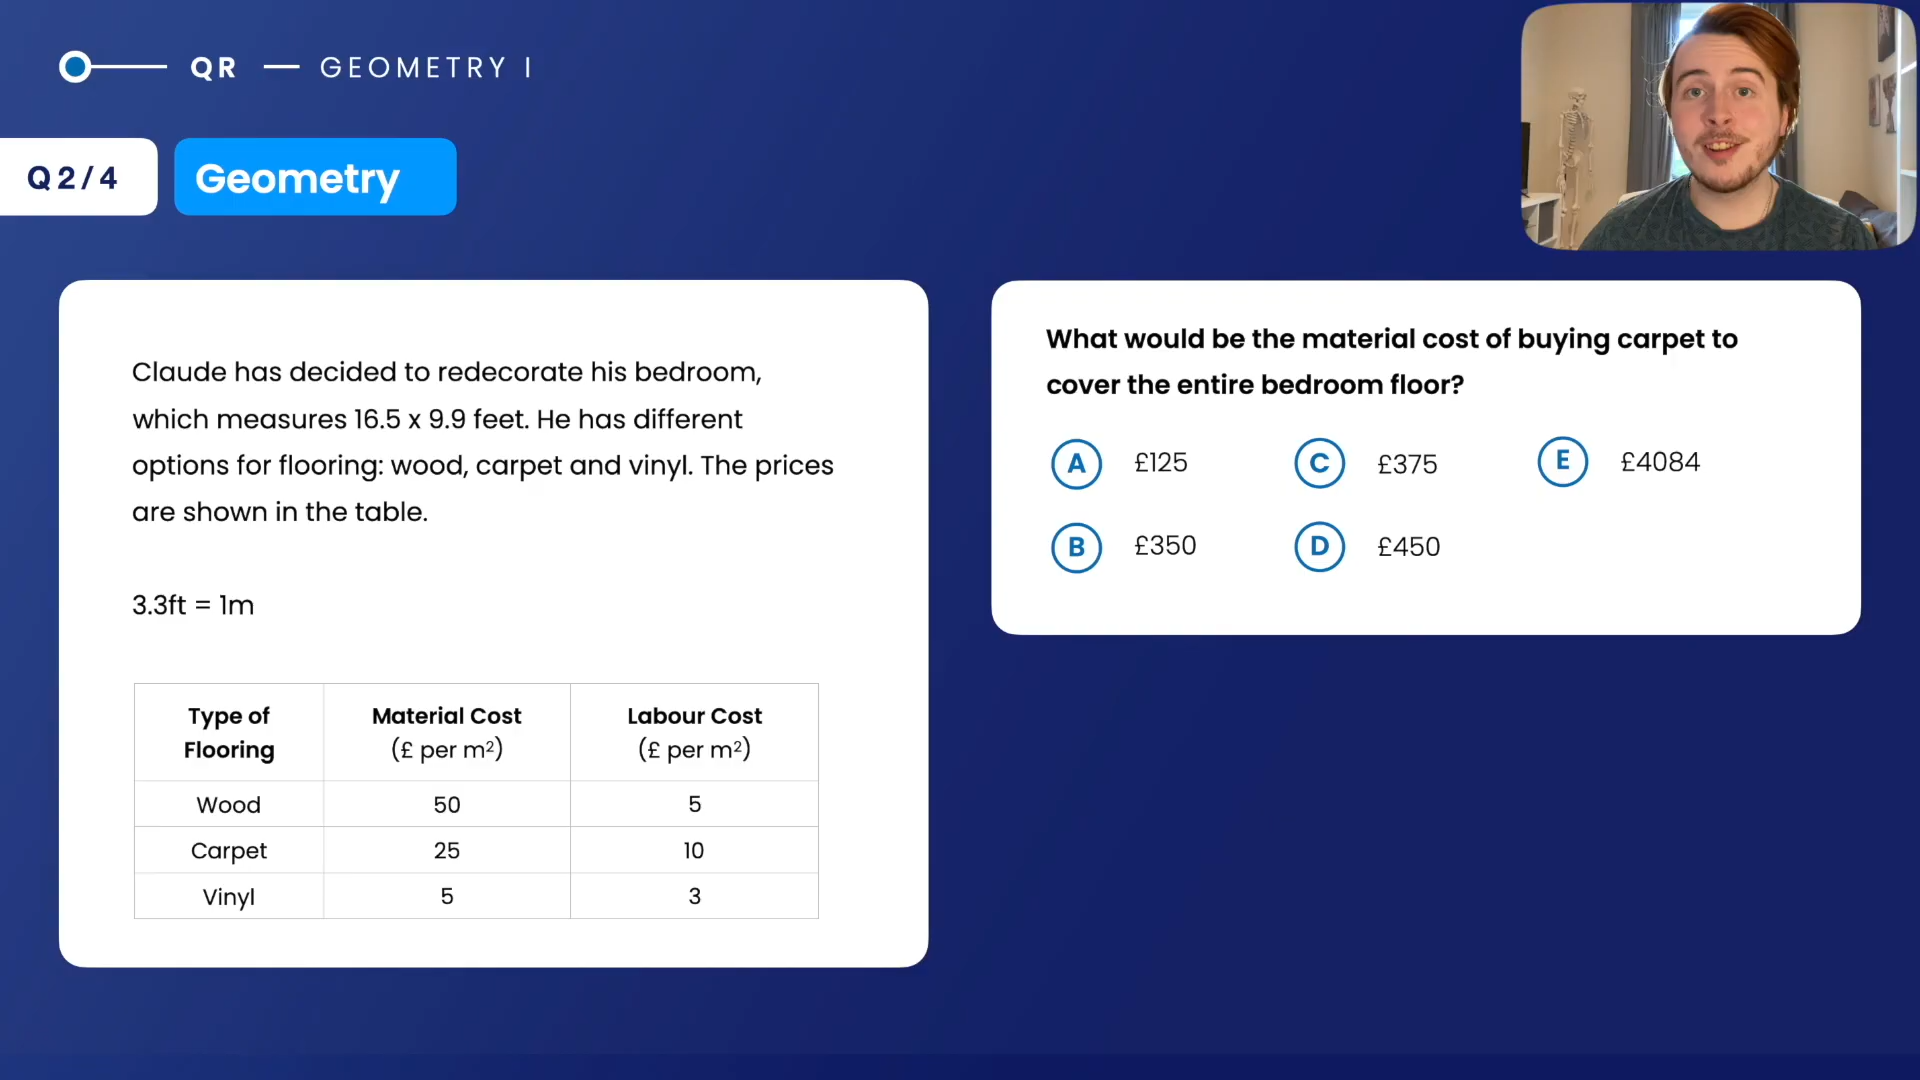 QR — GEOMETRY I
Q 2 / 4
Geometry
Claude has decided to redecorate his bedroom,
which measures 16.5 x 9.9 feet. He has different
options for flooring: wood, carpet and vinyl. The prices
are shown in the table.
3.3ft = 1m
Type of Flooring | Material Cost (£ per m²) | Labour Cost (£ per m²)
Wood | 50 | 5
Carpet | 25 | 10
Vinyl | 5 | 3
What would be the material cost of buying carpet to
cover the entire bedroom floor?
A £125
B £350
C £375
D £450
E £4084